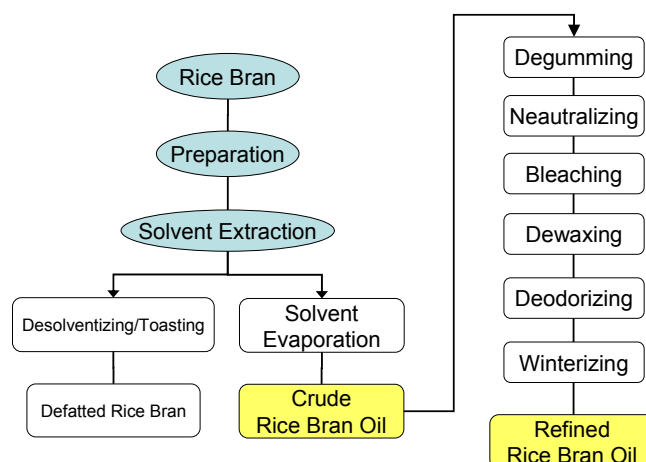 Rice Bran
Preparation
Solvent Extraction
Desolventizing/Toasting
Defatted Rice Bran
Solvent
Evaporation
Crude
Rice Bran Oil
Degumming
Neautralizing
Bleaching
Dewaxing
Deodorizing
Winterizing
Refined
Rice Bran Oil